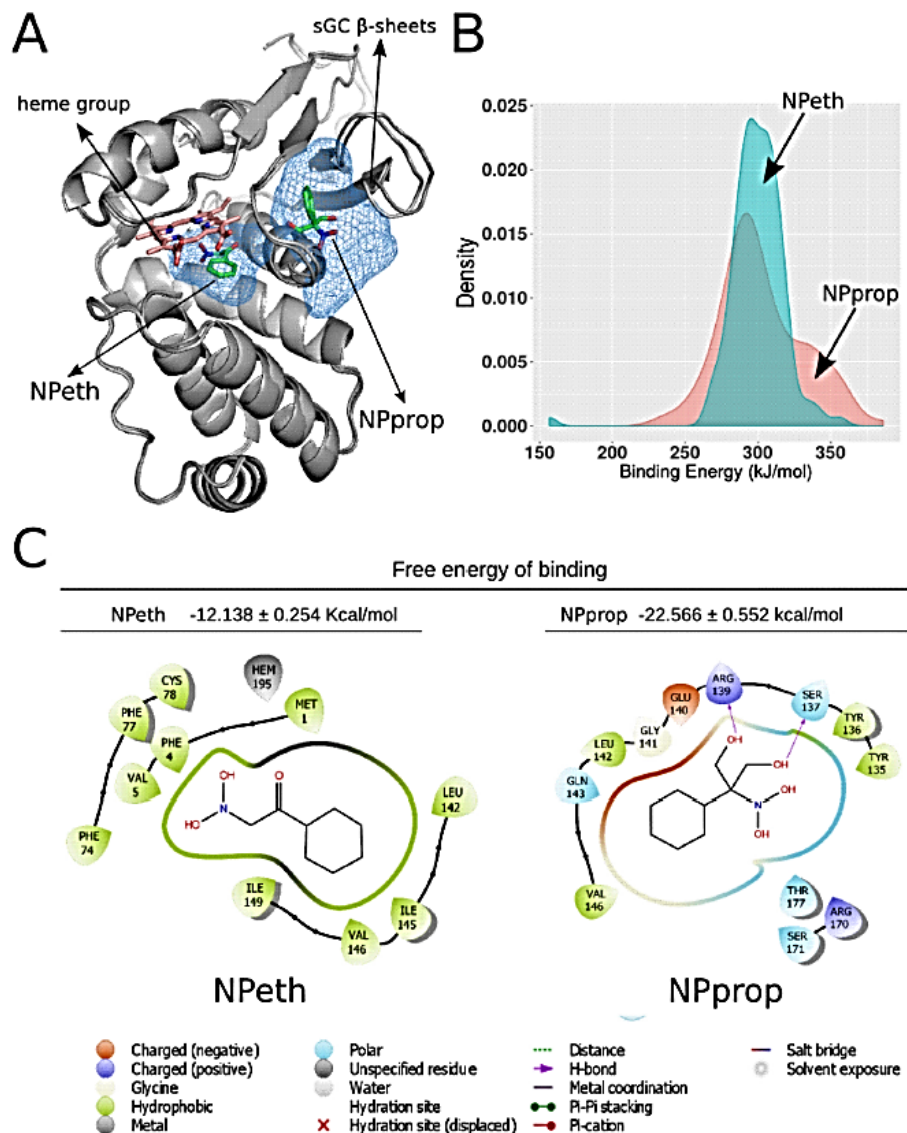 A
sGC β-sheets
heme group
NPeth
NPprop
B
NPeth
NPprop
Density
0.025
0.020
0.015
0.010
0.005
0.000
150 200 250 300 350
Binding Energy (kJ/mol)
C
Free energy of binding
NPeth -12.138 ± 0.254 Kcal/mol
NPprop -22.566 ± 0.552 kcal/mol
CYS 78
HEM 195
PHE 77
MET 1
PHE 4
VAL 5
PHE 74
LEU 142
ILE 149
VAL 146
ILE 145
OH
N
HO
O
NPeth
ARG 139
GLU 140
SER 137
GLY 141
TYR 136
LEU 142
TYR 135
GLN 143
VAL 146
THR 177
ARG 170
SER 171
OH
OH
N
OH
OH
NPprop
Charged (negative)
Charged (positive)
Glycine
Hydrophobic
Metal
Polar
Unspecified residue
Water
Hydration site
Hydration site (displaced)
Distance
H-bond
Metal coordination
Pi-Pi stacking
Pi-cation
Salt bridge
Solvent exposure